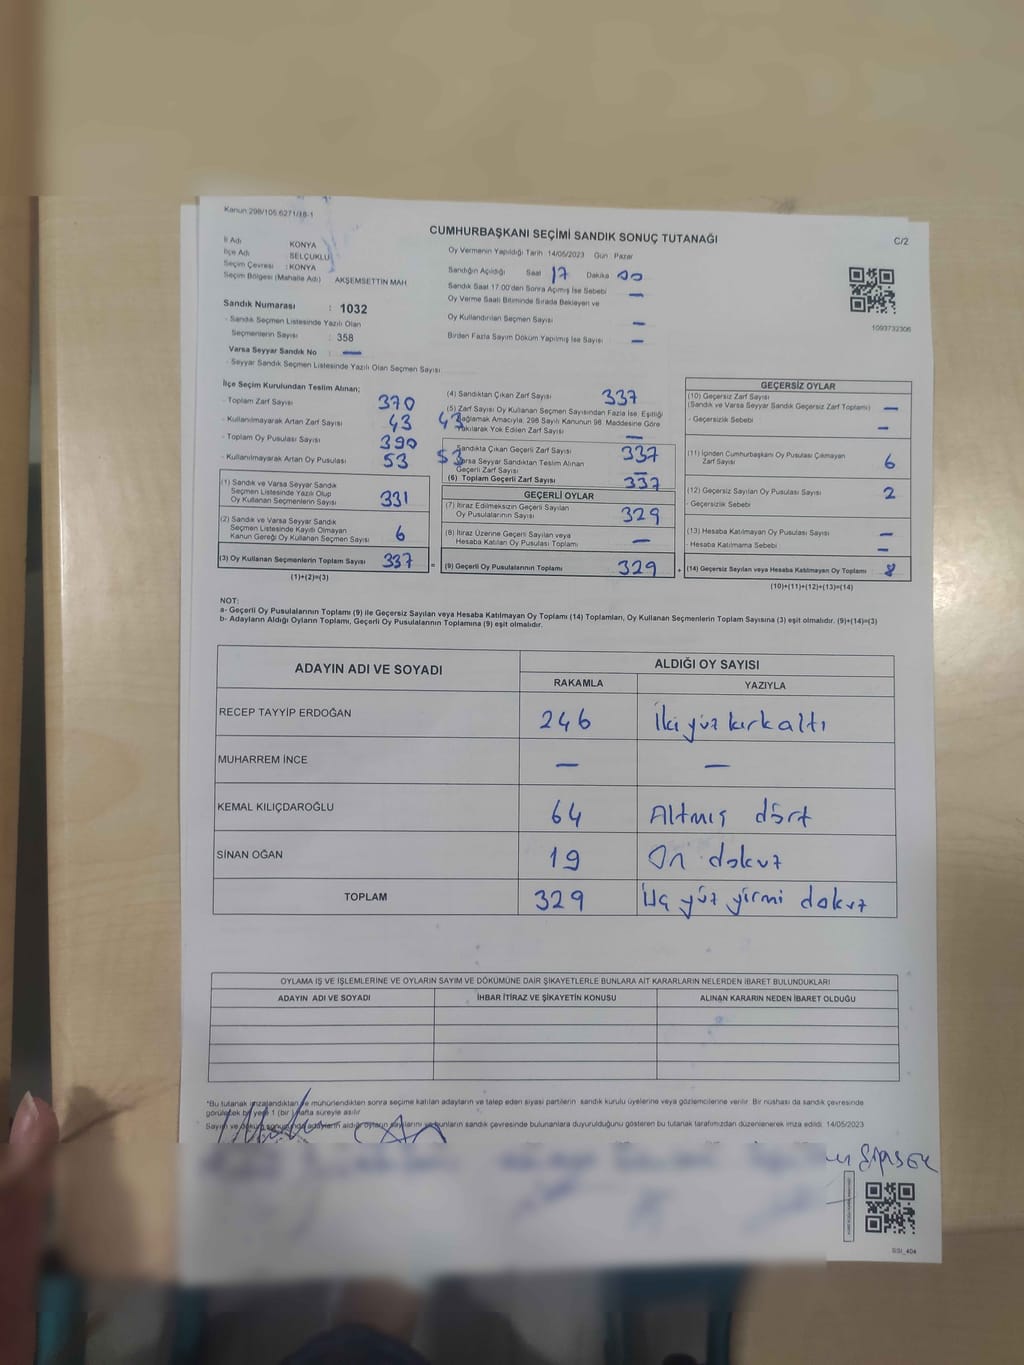 Kanun 298/105 6271/18-1
CUMHURBAŞKANI SEÇİMİ SANDIK SONUÇ TUTANAĞI
C/2
İl Adı KONYA
İlçe Adı SELÇUKLU
Seçim Çevresi : KONYA
Seçim Bölgesi (Mahalle Adı) AKŞEMSETTIN MAH
Oy Vermenin Yapıldığı Tarih 14/05/2023 Gün Pazar
Sandığın Açıldığı Saat 17 Dakika 00
Sandık Saat 17:00'den Sonra Açılmış İse Sebebi —
Oy Verme Saati Bitiminde Sırada Bekleyen ve
Oy Kullandırılan Seçmen Sayısı —
Birden Fazla Sayım Döküm Yapılmış İse Sayısı —
1093732306
Sandık Numarası : 1032
- Sandık Seçmen Listesinde Yazılı Olan
Seçmenlerin Sayısı : 358
Varsa Seyyar Sandık No : —
- Seyyar Sandık Seçmen Listesinde Yazılı Olan Seçmen Sayısı
İlçe Seçim Kurulundan Teslim Alınan;
- Toplam Zarf Sayısı 370
- Kullanılmayarak Artan Zarf Sayısı 43 43
- Toplam Oy Pusulası Sayısı 390
- Kullanılmayarak Artan Oy Pusulası 53 53
(1) Sandık ve Varsa Seyyar Sandık
Seçmen Listesinde Yazılı Olup
Oy Kullanan Seçmenlerin Sayısı 331
(2) Sandık ve Varsa Seyyar Sandık
Seçmen Listesinde Kayıtlı Olmayan
Kanun Gereği Oy Kullanan Seçmen Sayısı 6
(3) Oy Kullanan Seçmenlerin Toplam Sayısı 337 =
(1)+(2)=(3)
(4) Sandıktan Çıkan Zarf Sayısı 337
(5) Zarf Sayısı Oy Kullanan Seçmen Sayısından Fazla İse, Eşitliği
Sağlamak Amacıyla, 298 Sayılı Kanunun 98. Maddesine Göre
Yakılarak Yok Edilen Zarf Sayısı —
Sandıkta Çıkan Geçerli Zarf Sayısı 337
Varsa Seyyar Sandıktan Teslim Alınan
Geçerli Zarf Sayısı —
(6) Toplam Geçerli Zarf Sayısı 337
GEÇERLİ OYLAR
(7) İtiraz Edilmeksizin Geçerli Sayılan
Oy Pusulalarının Sayısı 329
(8) İtiraz Üzerine Geçerli Sayılan veya
Hesaba Katılan Oy Pusulası Toplamı —
(9) Geçerli Oy Pusulalarının Toplamı 329 +
GEÇERSİZ OYLAR
(10) Geçersiz Zarf Sayısı
(Sandık ve Varsa Seyyar Sandık Geçersiz Zarf Toplamı) —
- Geçersizlik Sebebi —
(11) İçinden Cumhurbaşkanı Oy Pusulası Çıkmayan
Zarf Sayısı 6
(12) Geçersiz Sayılan Oy Pusulası Sayısı 2
- Geçersizlik Sebebi
(13) Hesaba Katılmayan Oy Pusulası Sayısı —
- Hesaba Katılmama Sebebi —
(14) Geçersiz Sayılan veya Hesaba Katılmayan Oy Toplamı 8
(10)+(11)+(12)+(13)=(14)
NOT:
a- Geçerli Oy Pusulalarının Toplamı (9) ile Geçersiz Sayılan veya Hesaba Katılmayan Oy Toplamı (14) Toplamları, Oy Kullanan Seçmenlerin Toplam Sayısına (3) eşit olmalıdır. (9)+(14)=(3)
b- Adayların Aldığı Oyların Toplamı, Geçerli Oy Pusulalarının Toplamına (9) eşit olmalıdır.
ADAYIN ADI VE SOYADI
ALDIĞI OY SAYISI
RAKAMLA YAZIYLA
RECEP TAYYİP ERDOĞAN 246 İki yüz kırk altı
MUHARREM İNCE — —
KEMAL KILIÇDAROĞLU 64 Altmış dört
SİNAN OĞAN 19 On dokuz
TOPLAM 329 Üç yüz yirmi dokuz
OYLAMA İŞ VE İŞLEMLERİNE VE OYLARIN SAYIM VE DÖKÜMÜNE DAİR ŞİKAYETLERLE BUNLARA AİT KARARLARIN NELERDEN İBARET BULUNDUKLARI
ADAYIN ADI VE SOYADI İHBAR İTİRAZ VE ŞİKAYETİN KONUSU ALINAN KARARIN NEDEN İBARET OLDUĞU
*Bu tutanak imzalandıktan ve mühürlendikten sonra seçime katılan adayların ve talep eden siyasi partilerin sandık kurulu üyelerine veya gözlemcilerine verilir. Bir nüshası da sandık çevresinde
görülecek bir yere 1 (bir) hafta süreyle asılır
Sayım ve döküm sonucunda adayların aldığı oyların sayılarını ve bunların sandık çevresinde bulunanlara duyurulduğunu gösteren bu tutanak tarafımızdan düzenlenerek imza edildi. 14/05/2023
SSI_404